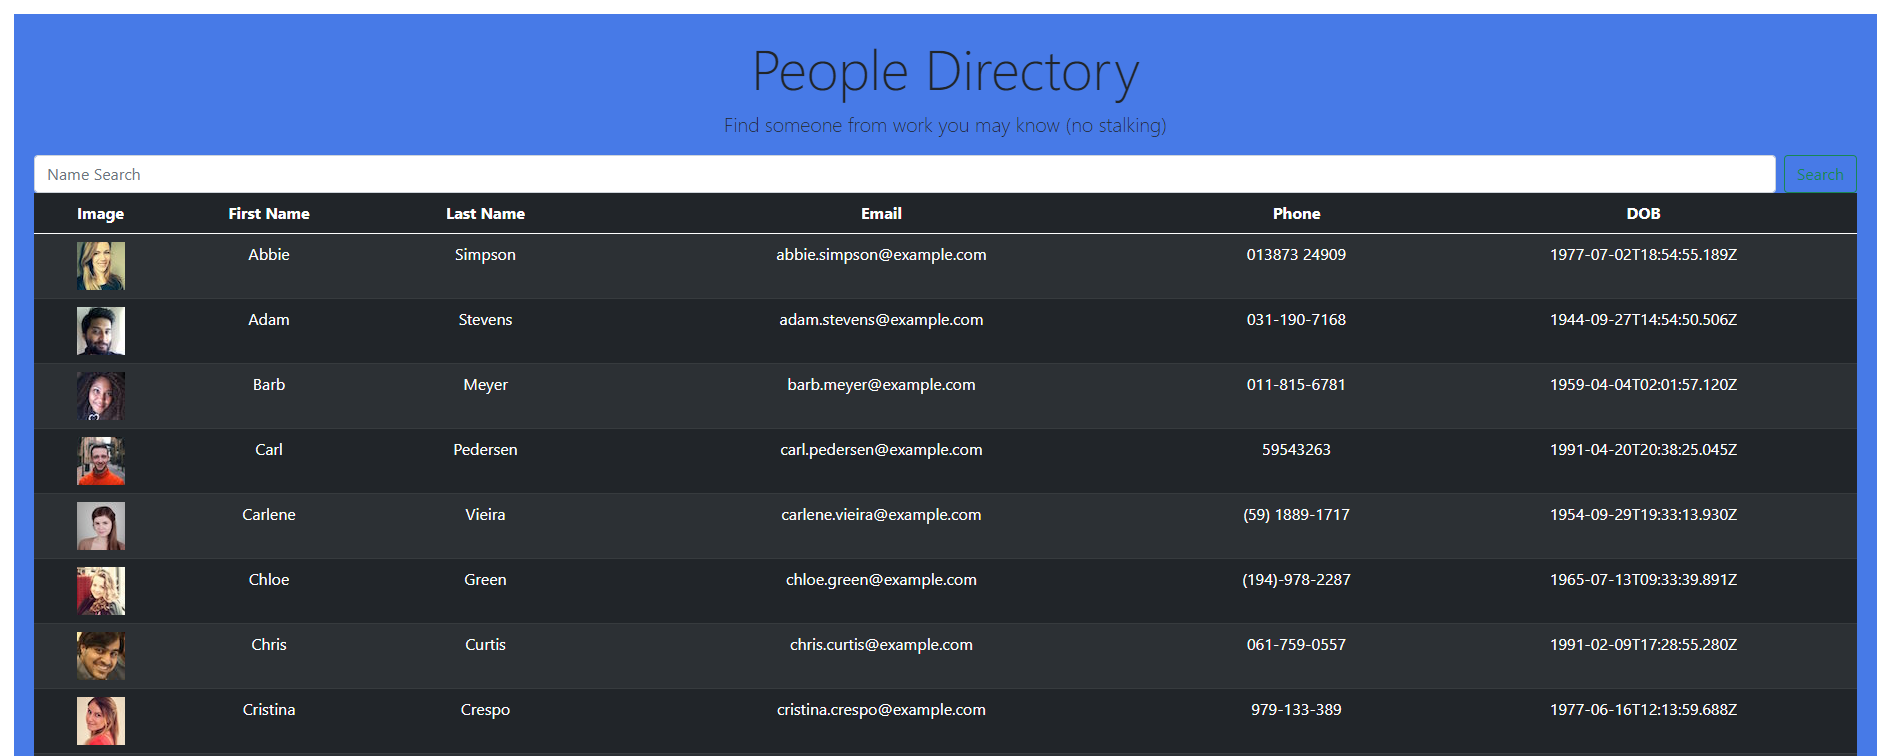 People Directory
Find someone from work you may know (no stalking)
Name Search Search
Image First Name Last Name Email Phone DOB
Abbie Simpson abbie.simpson@example.com 013873 24909 1977-07-02T18:54:55.189Z
Adam Stevens adam.stevens@example.com 031-190-7168 1944-09-27T14:54:50.506Z
Barb Meyer barb.meyer@example.com 011-815-6781 1959-04-04T02:01:57.120Z
Carl Pedersen carl.pedersen@example.com 59543263 1991-04-20T20:38:25.045Z
Carlene Vieira carlene.vieira@example.com (59) 1889-1717 1954-09-29T19:33:13.930Z
Chloe Green chloe.green@example.com (194)-978-2287 1965-07-13T09:33:39.891Z
Chris Curtis chris.curtis@example.com 061-759-0557 1991-02-09T17:28:55.280Z
Cristina Crespo cristina.crespo@example.com 979-133-389 1977-06-16T12:13:59.688Z